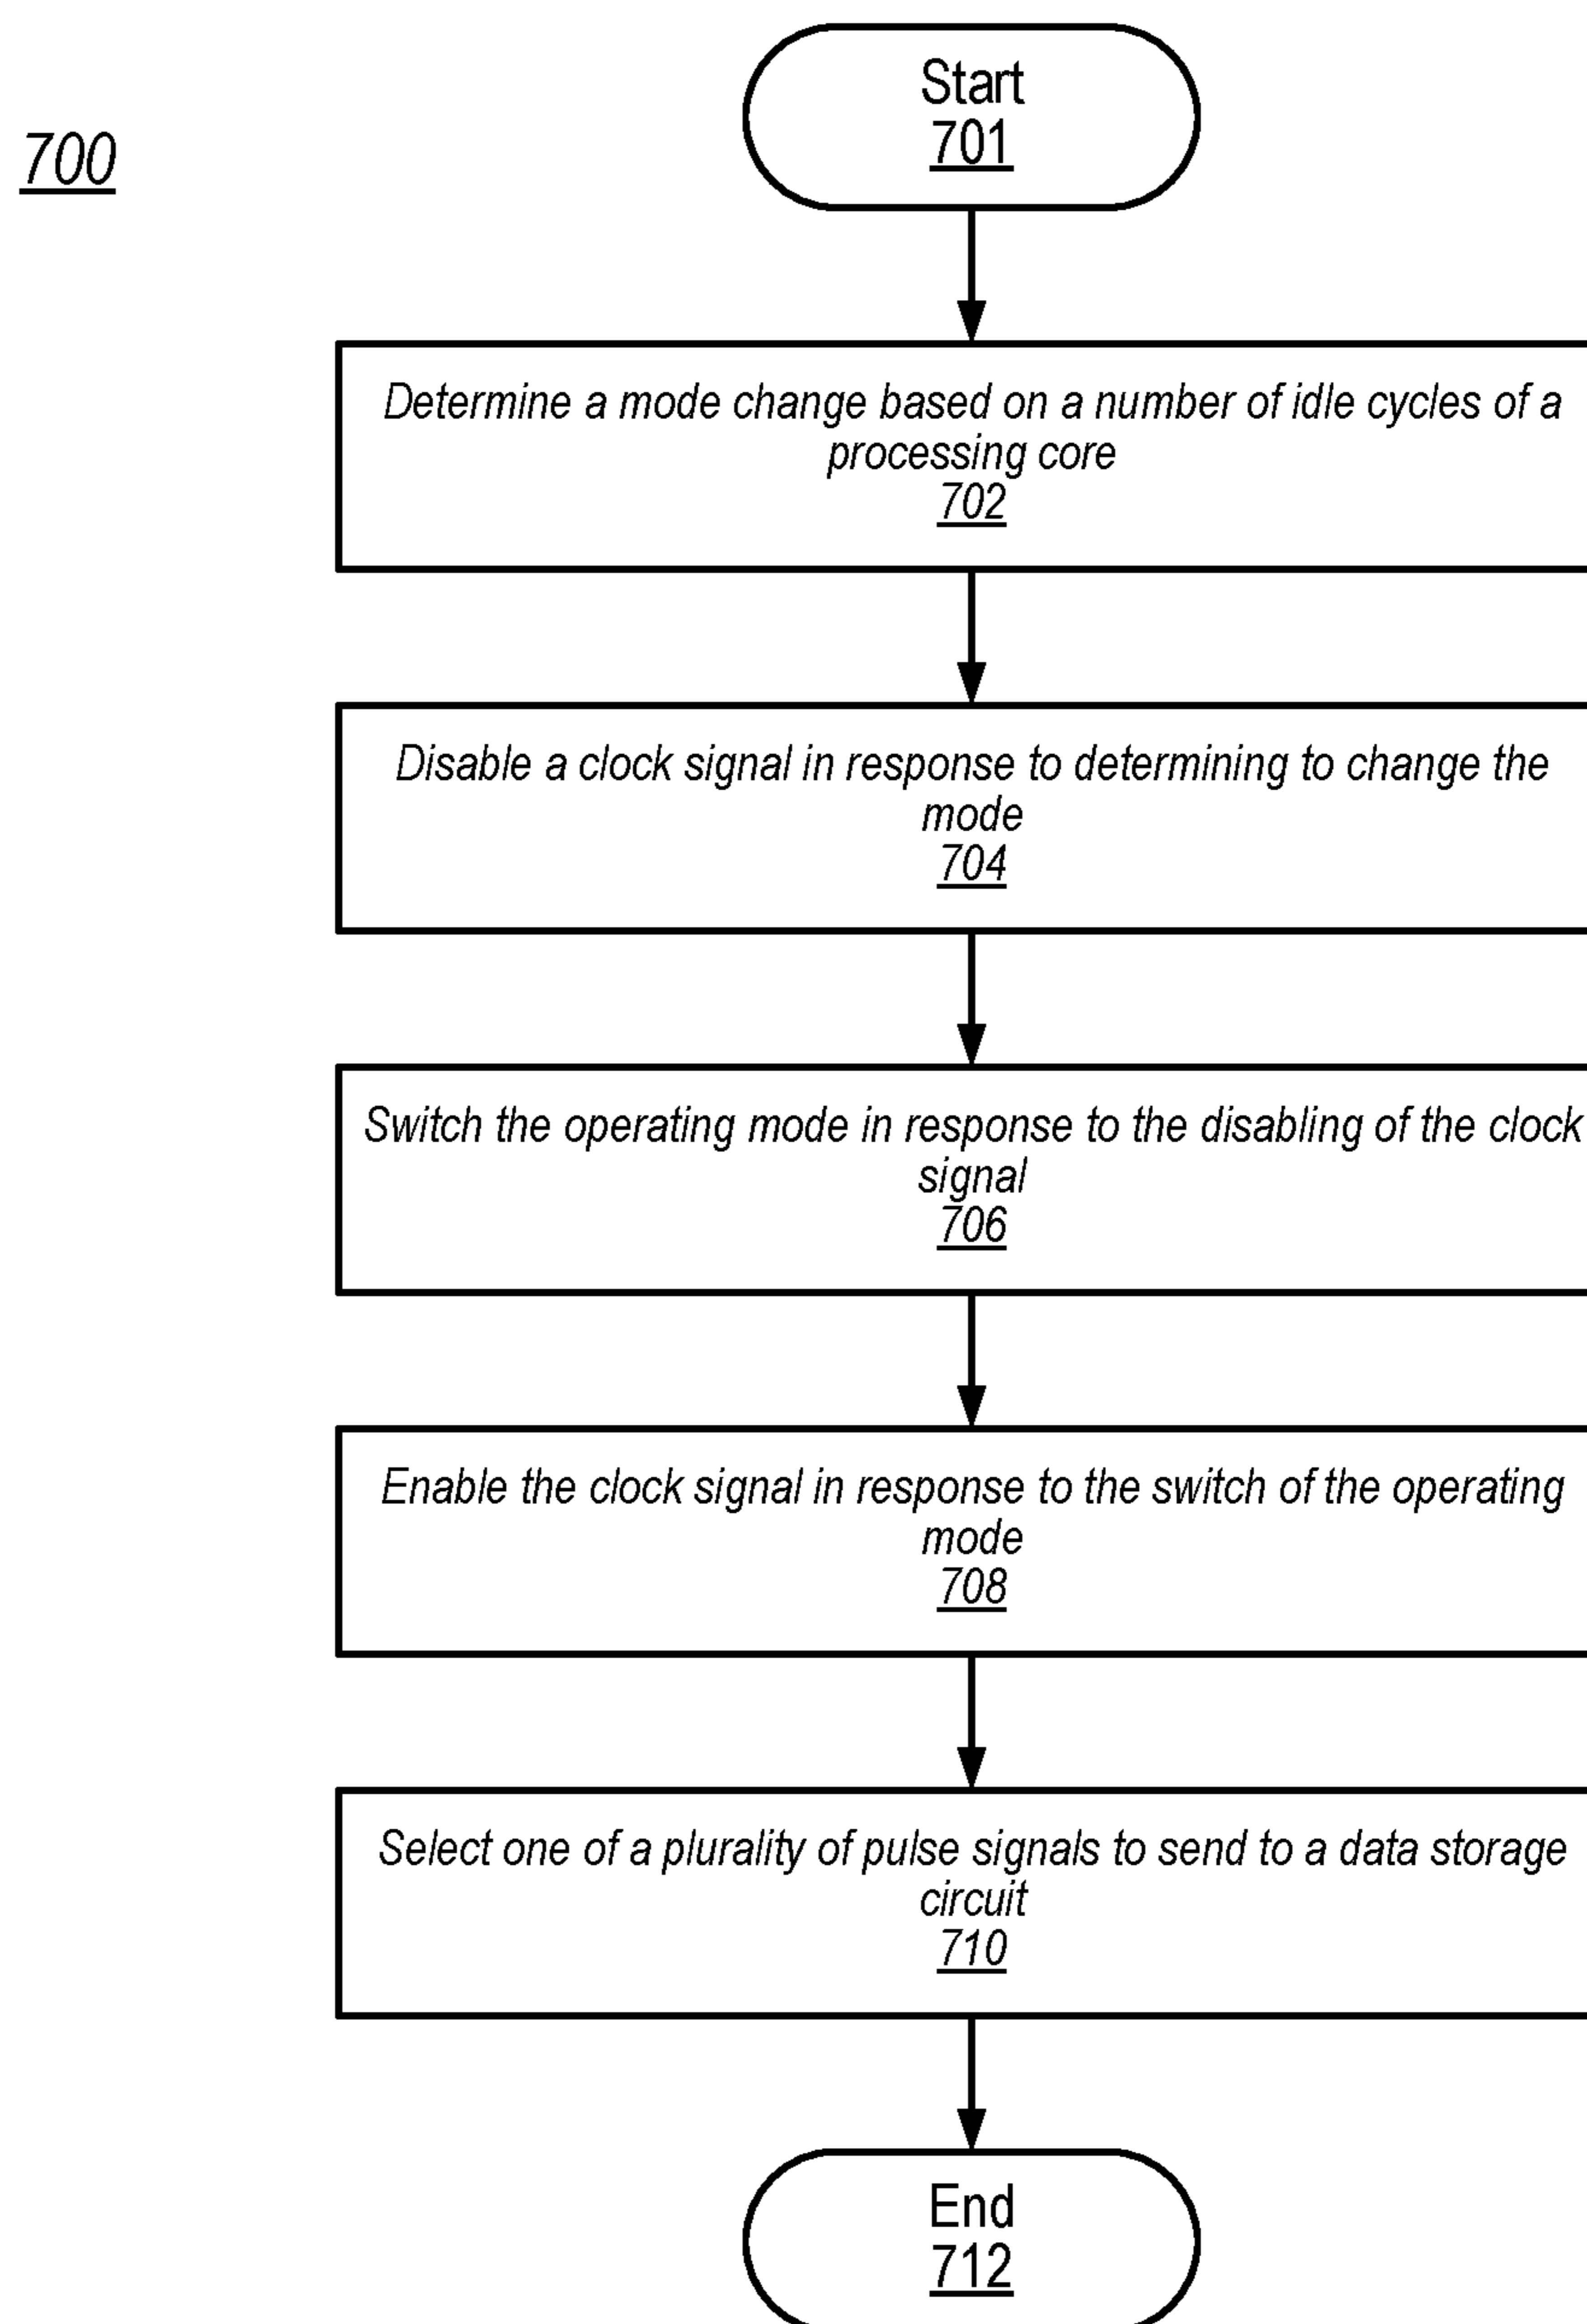 700
Start
701
Determine a mode change based on a number of idle cycles of a
processing core
702
Disable a clock signal in response to determining to change the
mode
704
Switch the operating mode in response to the disabling of the clock
signal
706
Enable the clock signal in response to the switch of the operating
mode
708
Select one of a plurality of pulse signals to send to a data storage
circuit
710
End
712